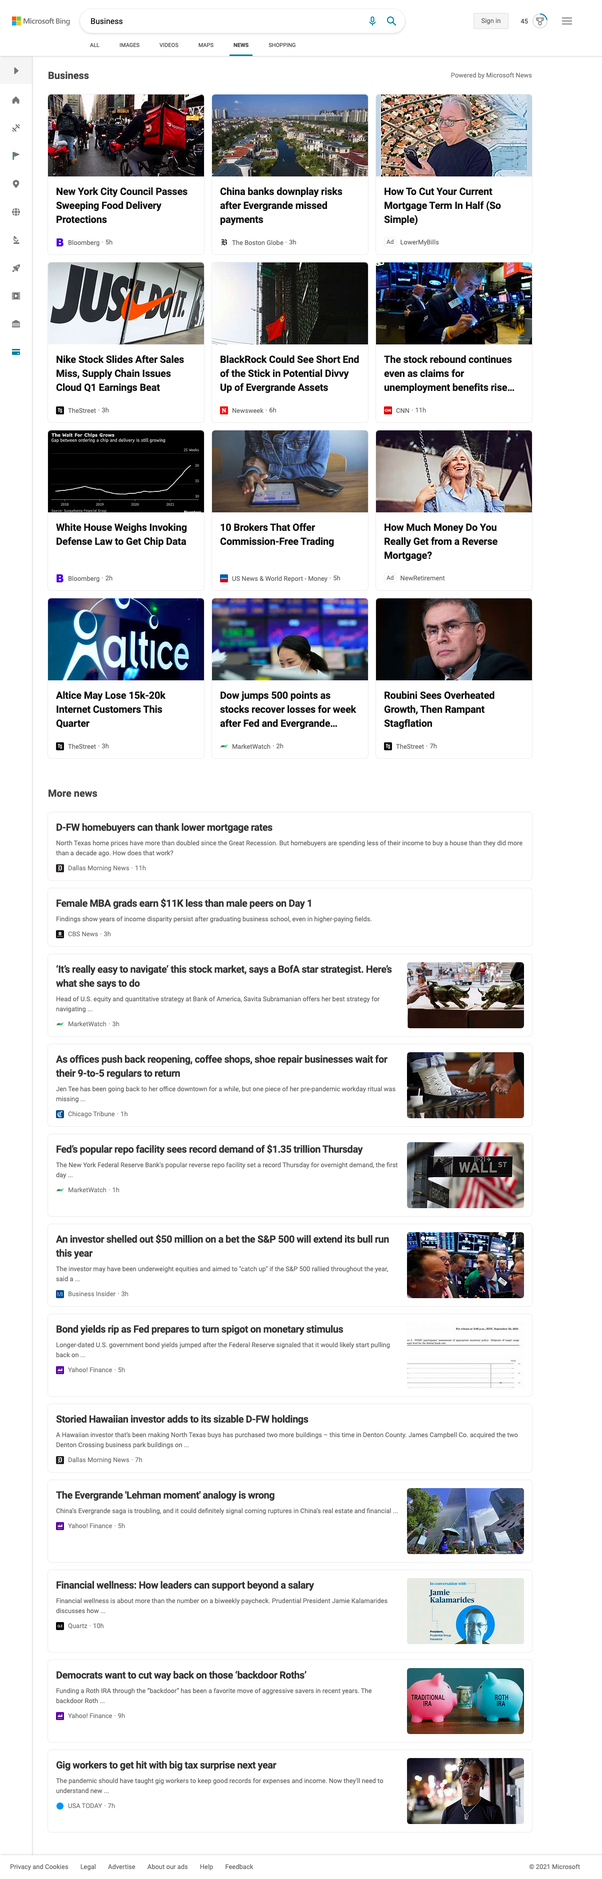 Microsoft Bing
Business
Sign in
45
ALL IMAGES VIDEOS MAPS NEWS SHOPPING
Business
Powered by Microsoft News
New York City Council Passes
Sweeping Food Delivery
Protections
Bloomberg · 5h
China banks downplay risks
after Evergrande missed
payments
The Boston Globe · 3h
How To Cut Your Current
Mortgage Term In Half (So
Simple)
Ad LowerMyBills
JUST DO IT.
Nike Stock Slides After Sales
Miss, Supply Chain Issues
Cloud Q1 Earnings Beat
TheStreet · 3h
BlackRock Could See Short End
of the Stick in Potential Divvy
Up of Evergrande Assets
Newsweek · 6h
The stock rebound continues
even as claims for
unemployment benefits rise...
CNN · 11h
The Wait For Chips Grows
Gap between ordering a chip and delivery is still growing
25 Weeks
20
15
10
2018 2019 2020 2021
White House Weighs Invoking
Defense Law to Get Chip Data
Bloomberg · 2h
10 Brokers That Offer
Commission-Free Trading
US News & World Report - Money · 5h
How Much Money Do You
Really Get from a Reverse
Mortgage?
Ad NewRetirement
altice
Altice May Lose 15k-20k
Internet Customers This
Quarter
TheStreet · 3h
Dow jumps 500 points as
stocks recover losses for week
after Fed and Evergrande...
MarketWatch · 2h
Roubini Sees Overheated
Growth, Then Rampant
Stagflation
TheStreet · 7h
More news
D-FW homebuyers can thank lower mortgage rates
North Texas home prices have more than doubled since the Great Recession. But homebuyers are spending less of their income to buy a house than they did more
than a decade ago. How does that work?
Dallas Morning News · 11h
Female MBA grads earn $11K less than male peers on Day 1
Findings show years of income disparity persist after graduating business school, even in higher-paying fields.
CBS News · 3h
'It's really easy to navigate' this stock market, says a BofA star strategist. Here's
what she says to do
Head of U.S. equity and quantitative strategy at Bank of America, Savita Subramanian offers her best strategy for
navigating ...
MarketWatch · 3h
As offices push back reopening, coffee shops, shoe repair businesses wait for
their 9-to-5 regulars to return
Jen Tee has been going back to her office downtown for a while, but one piece of her pre-pandemic workday ritual was
missing ...
Chicago Tribune · 1h
Fed's popular repo facility sees record demand of $1.35 trillion Thursday
The New York Federal Reserve Bank's popular reverse repo facility set a record Thursday for overnight demand, the first
day ...
MarketWatch · 1h
WALL ST
An investor shelled out $50 million on a bet the S&P 500 will extend its bull run
this year
The investor may have been underweight equities and aimed to "catch up" if the S&P 500 rallied throughout the year,
said a ...
Business Insider · 3h
Bond yields rip as Fed prepares to turn spigot on monetary stimulus
Longer-dated U.S. government bond yields jumped after the Federal Reserve signaled that it would likely start pulling
back on ...
Yahoo! Finance · 5h
Storied Hawaiian investor adds to its sizable D-FW holdings
A Hawaiian investor that's been making North Texas buys has purchased two more buildings – this time in Denton County. James Campbell Co. acquired the two
Denton Crossing business park buildings on ...
Dallas Morning News · 7h
The Evergrande 'Lehman moment' analogy is wrong
China's Evergrande saga is troubling, and it could definitely signal coming ruptures in China's real estate and financial ...
Yahoo! Finance · 5h
Financial wellness: How leaders can support beyond a salary
Financial wellness is about more than the number on a biweekly paycheck. Prudential President Jamie Kalamarides
discusses how ...
Quartz · 10h
In conversation with
Jamie
Kalamarides
President,
Democrats want to cut way back on those 'backdoor Roths'
Funding a Roth IRA through the "backdoor" has been a favorite move of aggressive savers in recent years. The
backdoor Roth ...
Yahoo! Finance · 9h
TRADITIONAL
IRA
ROTH
IRA
Gig workers to get hit with big tax surprise next year
The pandemic should have taught gig workers to keep good records for expenses and income. Now they'll need to
understand new ...
USA TODAY · 7h
Privacy and Cookies Legal Advertise About our ads Help Feedback
© 2021 Microsoft